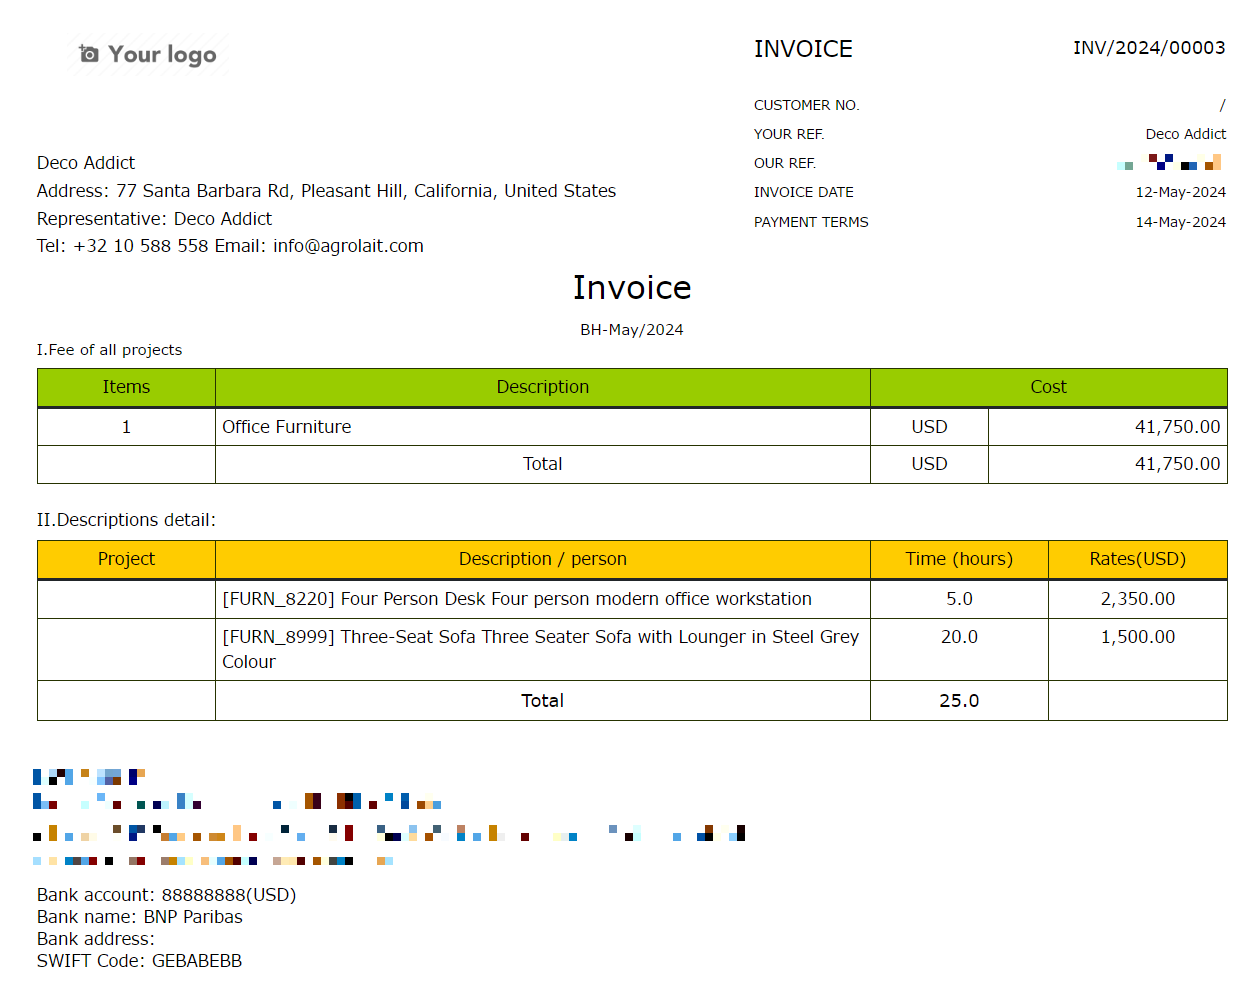 Your logo
INVOICE INV/2024/00003
CUSTOMER NO. /
YOUR REF. Deco Addict
OUR REF.
INVOICE DATE 12-May-2024
PAYMENT TERMS 14-May-2024
Deco Addict
Address: 77 Santa Barbara Rd, Pleasant Hill, California, United States
Representative: Deco Addict
Tel: +32 10 588 558 Email: info@agrolait.com
Invoice
BH-May/2024
I.Fee of all projects
Items Description Cost
1 Office Furniture USD 41,750.00
Total USD 41,750.00
II.Descriptions detail:
Project Description / person Time (hours) Rates(USD)
[FURN_8220] Four Person Desk Four person modern office workstation 5.0 2,350.00
[FURN_8999] Three-Seat Sofa Three Seater Sofa with Lounger in Steel Grey 20.0 1,500.00
Colour
Total 25.0
Bank account: 88888888(USD)
Bank name: BNP Paribas
Bank address:
SWIFT Code: GEBABEBB